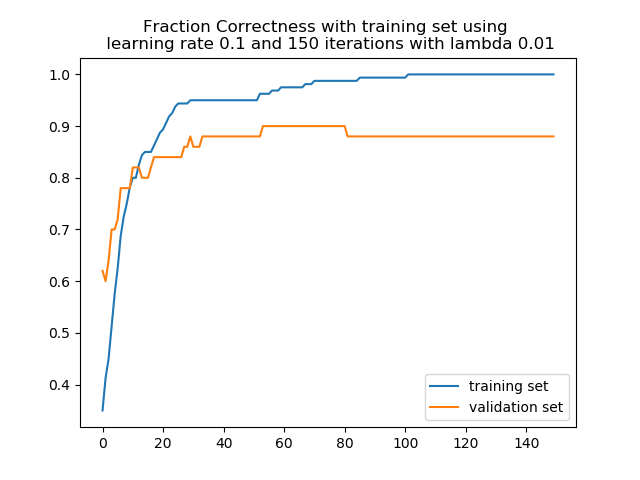 Fraction Correctness with training set using
learning rate 0.1 and 150 iterations with lambda 0.01
1.0
0.9
0.8
0.7
0.6
0.5
0.4
training set
validation set
0 20 40 60 80 100 120 140